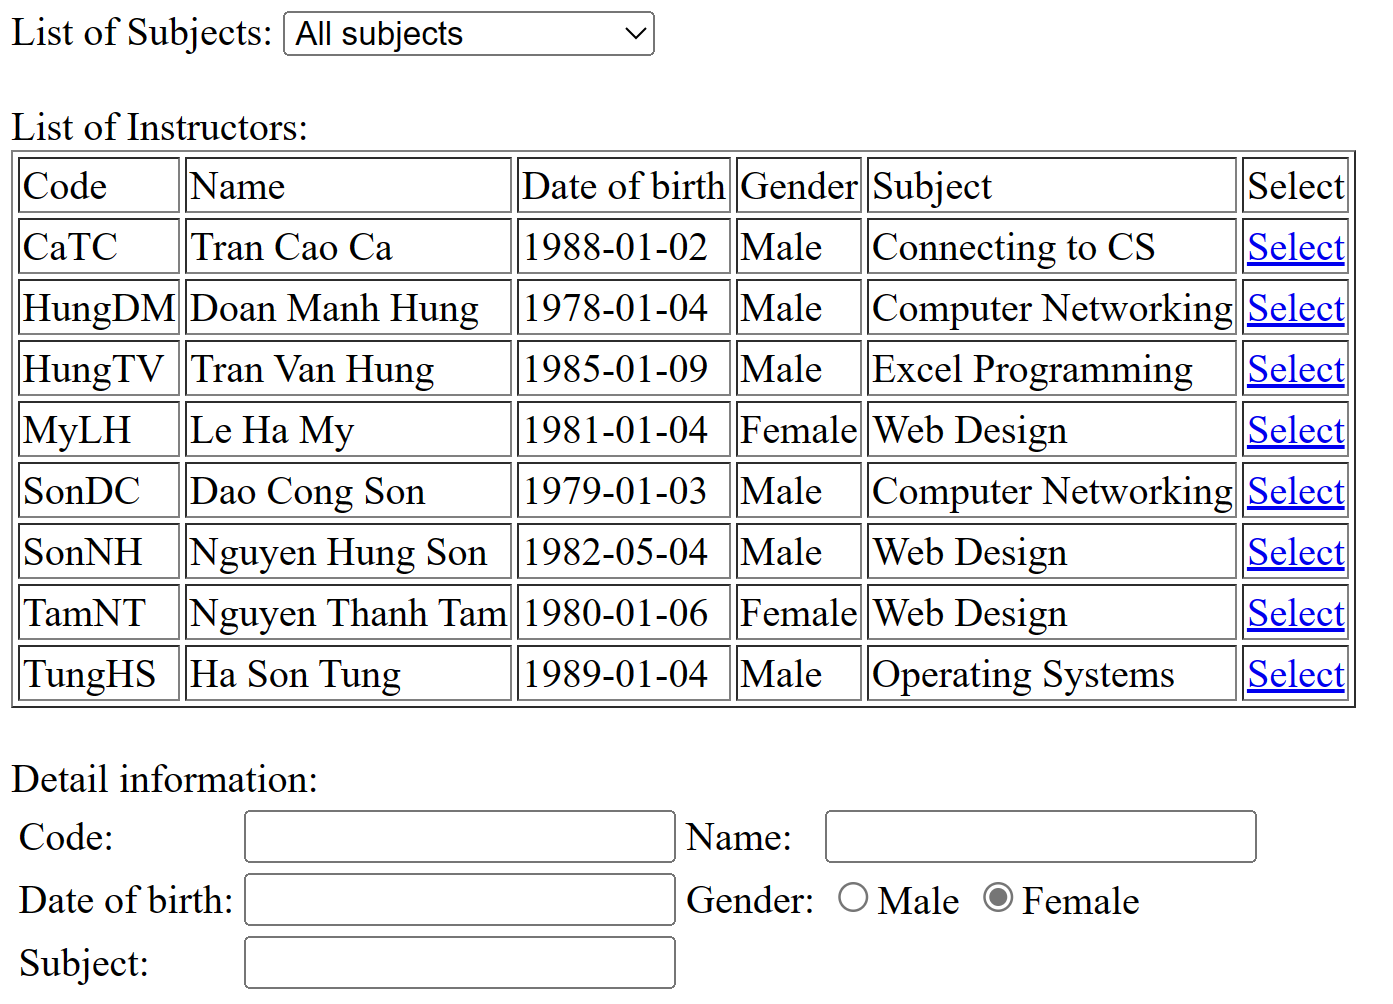 List of Subjects: All subjects
List of Instructors:
Code Name Date of birth Gender Subject Select
CaTC Tran Cao Ca 1988-01-02 Male Connecting to CS Select
HungDM Doan Manh Hung 1978-01-04 Male Computer Networking Select
HungTV Tran Van Hung 1985-01-09 Male Excel Programming Select
MyLH Le Ha My 1981-01-04 Female Web Design Select
SonDC Dao Cong Son 1979-01-03 Male Computer Networking Select
SonNH Nguyen Hung Son 1982-05-04 Male Web Design Select
TamNT Nguyen Thanh Tam 1980-01-06 Female Web Design Select
TungHS Ha Son Tung 1989-01-04 Male Operating Systems Select
Detail information:
Code: Name:
Date of birth: Gender: Male Female
Subject: